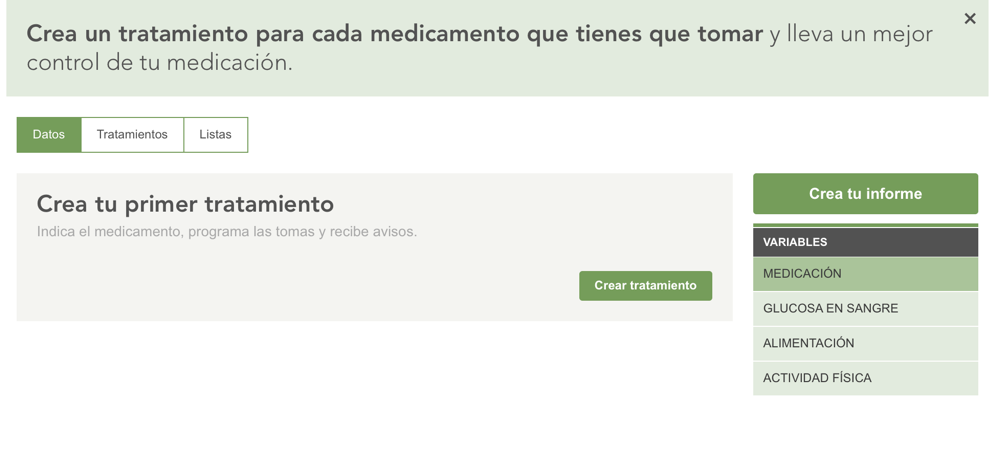 Crea un tratamiento para cada medicamento que tienes que tomar y lleva un mejor
control de tu medicación.
Datos
Tratamientos
Listas
Crea tu primer tratamiento
Indica el medicamento, programa las tomas y recibe avisos.
Crear tratamiento
Crea tu informe
VARIABLES
MEDICACIÓN
GLUCOSA EN SANGRE
ALIMENTACIÓN
ACTIVIDAD FÍSICA